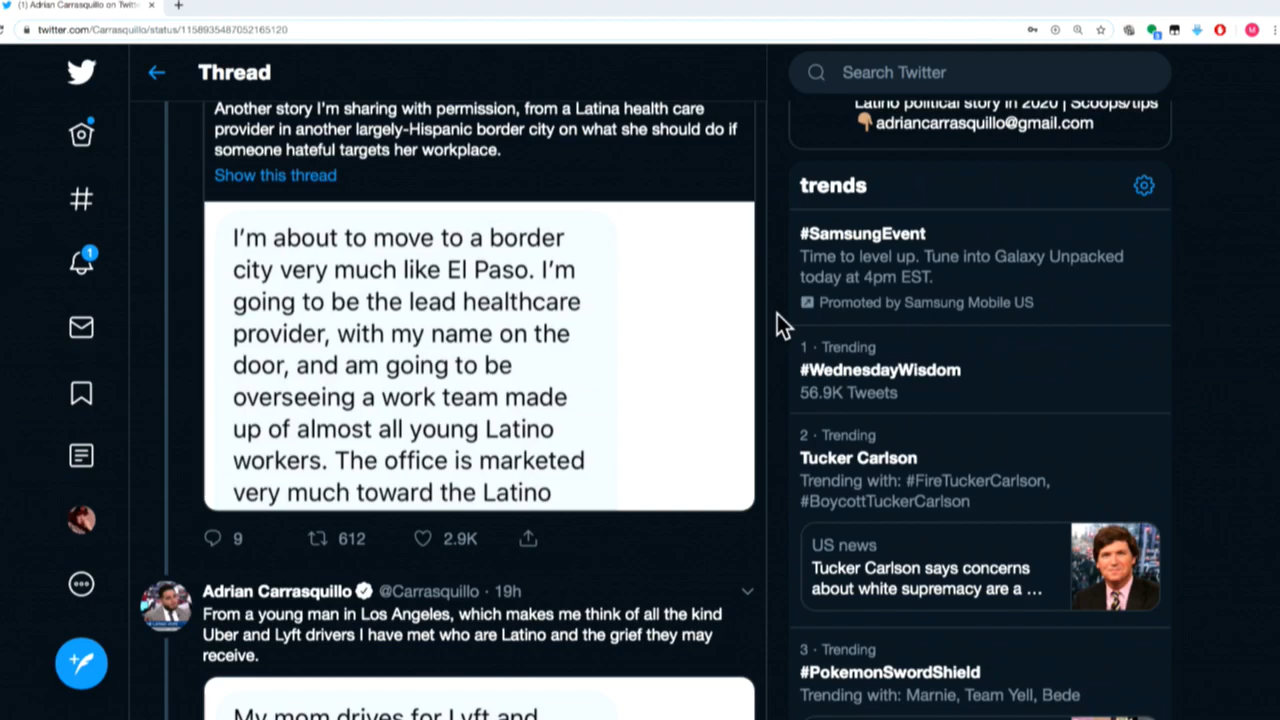 (1) Adrian Carrasquillo on Twitt
twitter.com/Carrasquillo/status/1158935487052165120
Thread
Another story I'm sharing with permission, from a Latina health care
provider in another largely-Hispanic border city on what she should do if
someone hateful targets her workplace.
Show this thread
I'm about to move to a border
city very much like El Paso. I'm
going to be the lead healthcare
provider, with my name on the
door, and am going to be
overseeing a work team made
up of almost all young Latino
workers. The office is marketed
very much toward the Latino
9
612
2.9K
Adrian Carrasquillo @Carrasquillo · 19h
From a young man in Los Angeles, which makes me think of all the kind
Uber and Lyft drivers I have met who are Latino and the grief they may
receive.
My mom drives for Lyft and
1
Search Twitter
Latino political story in 2020 | Scoops/tips
adriancarrasquillo@gmail.com
trends
#SamsungEvent
Time to level up. Tune into Galaxy Unpacked
today at 4pm EST.
Promoted by Samsung Mobile US
1 · Trending
#WednesdayWisdom
56.9K Tweets
2 · Trending
Tucker Carlson
Trending with: #FireTuckerCarlson,
#BoycottTuckerCarlson
US news
Tucker Carlson says concerns
about white supremacy are a ...
3 · Trending
#PokemonSwordShield
Trending with: Marnie, Team Yell, Bede